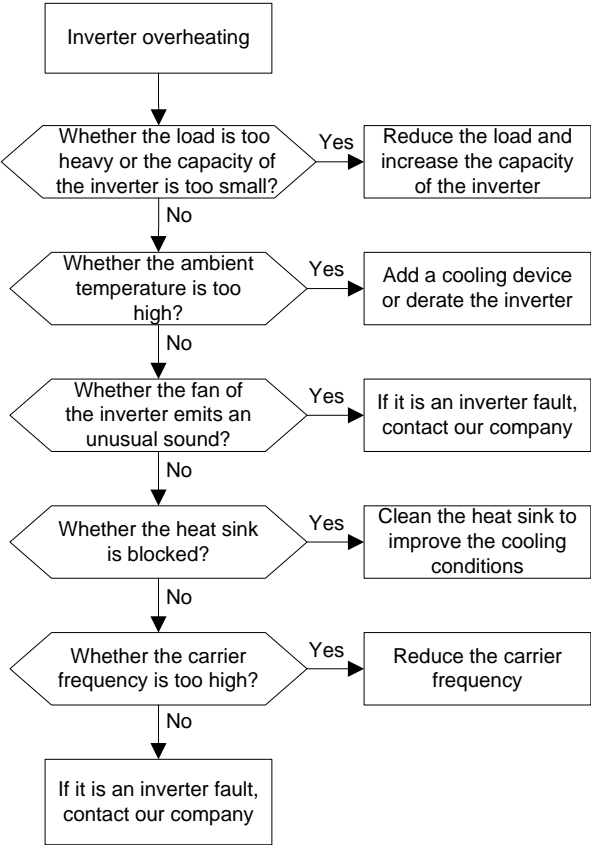 Inverter overheating
Whether the load is too
heavy or the capacity of
the inverter is too small?
Yes
Reduce the load and
increase the capacity
of the inverter
No
Whether the ambient
temperature is too
high?
Yes
Add a cooling device
or derate the inverter
No
Whether the fan of
the inverter emits an
unusual sound?
Yes
If it is an inverter fault,
contact our company
No
Whether the heat sink
is blocked?
Yes
Clean the heat sink to
improve the cooling
conditions
No
Whether the carrier
frequency is too high?
Yes
Reduce the carrier
frequency
No
If it is an inverter fault,
contact our company